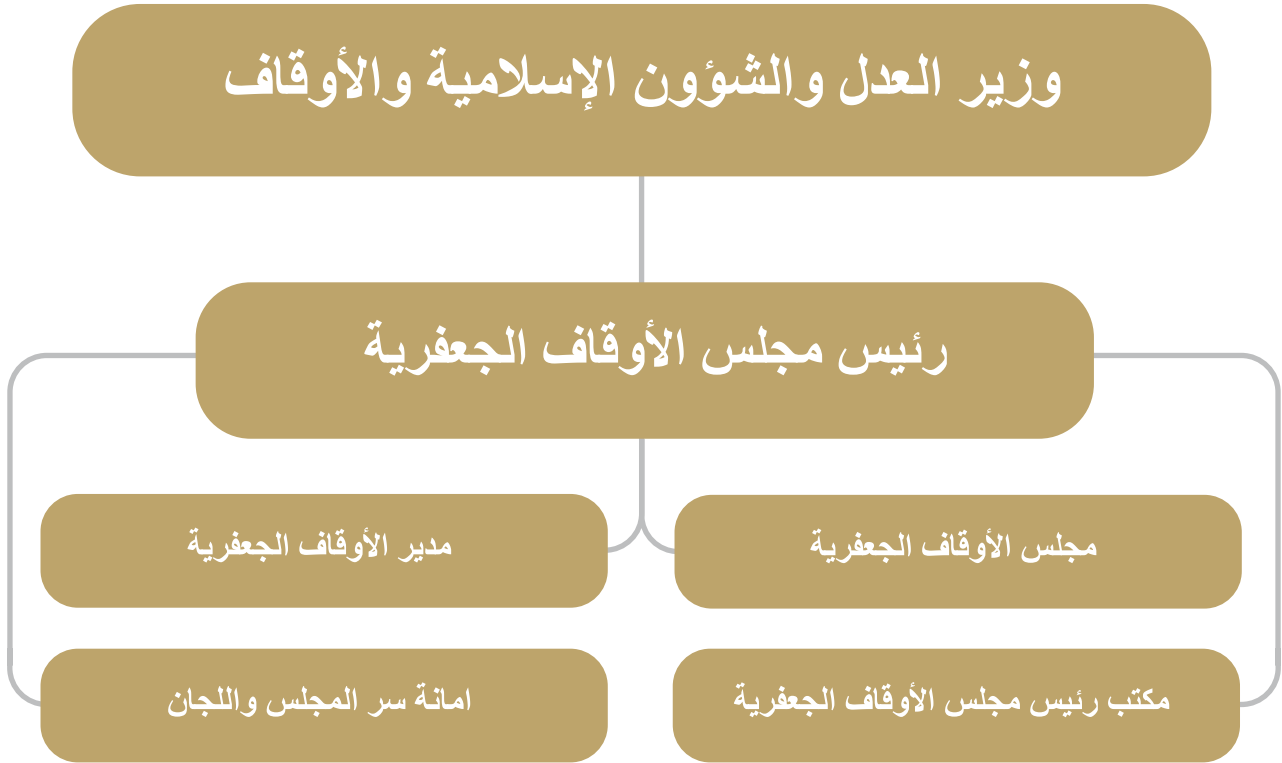 وزير العدل والشؤون الإسلامية والأوقاف
رئيس مجلس الأوقاف الجعفرية
مجلس الأوقاف الجعفرية
مدير الأوقاف الجعفرية
مكتب رئيس مجلس الأوقاف الجعفرية
امانة سر المجلس واللجان